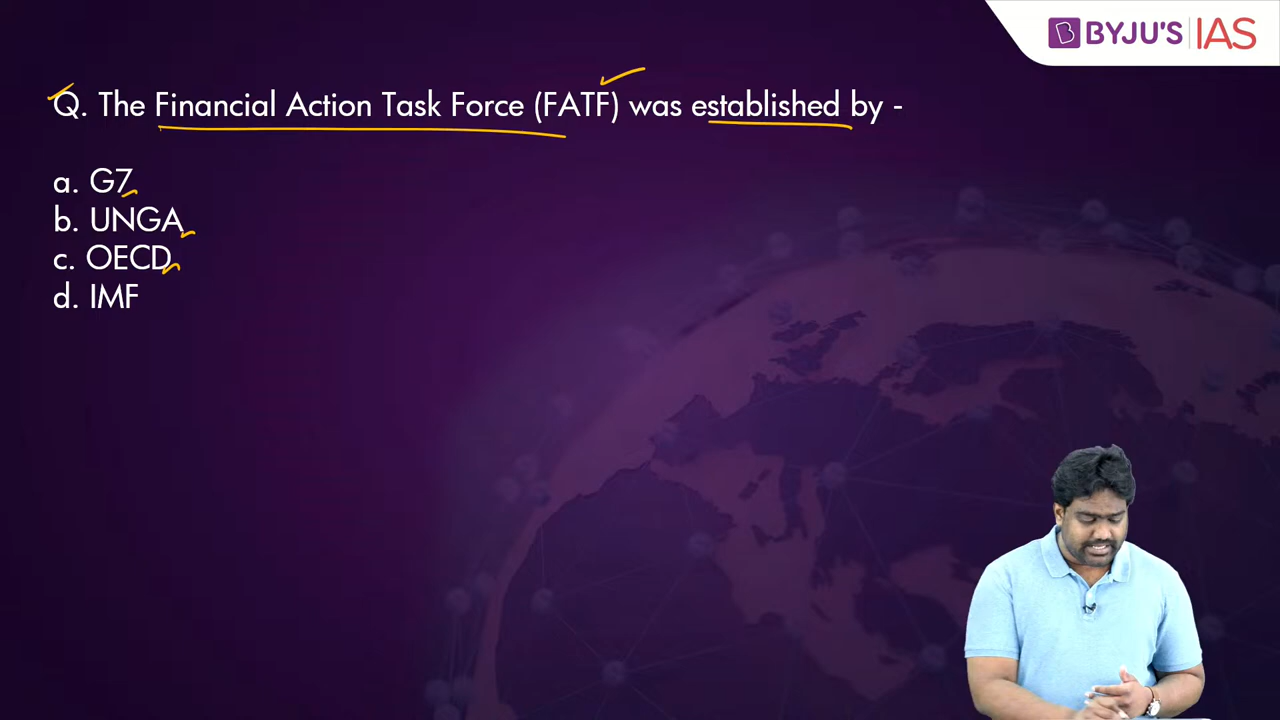 BYJU'S IAS
Q. The Financial Action Task Force (FATF) was established by -
a. G7
b. UNGA
c. OECD
d. IMF